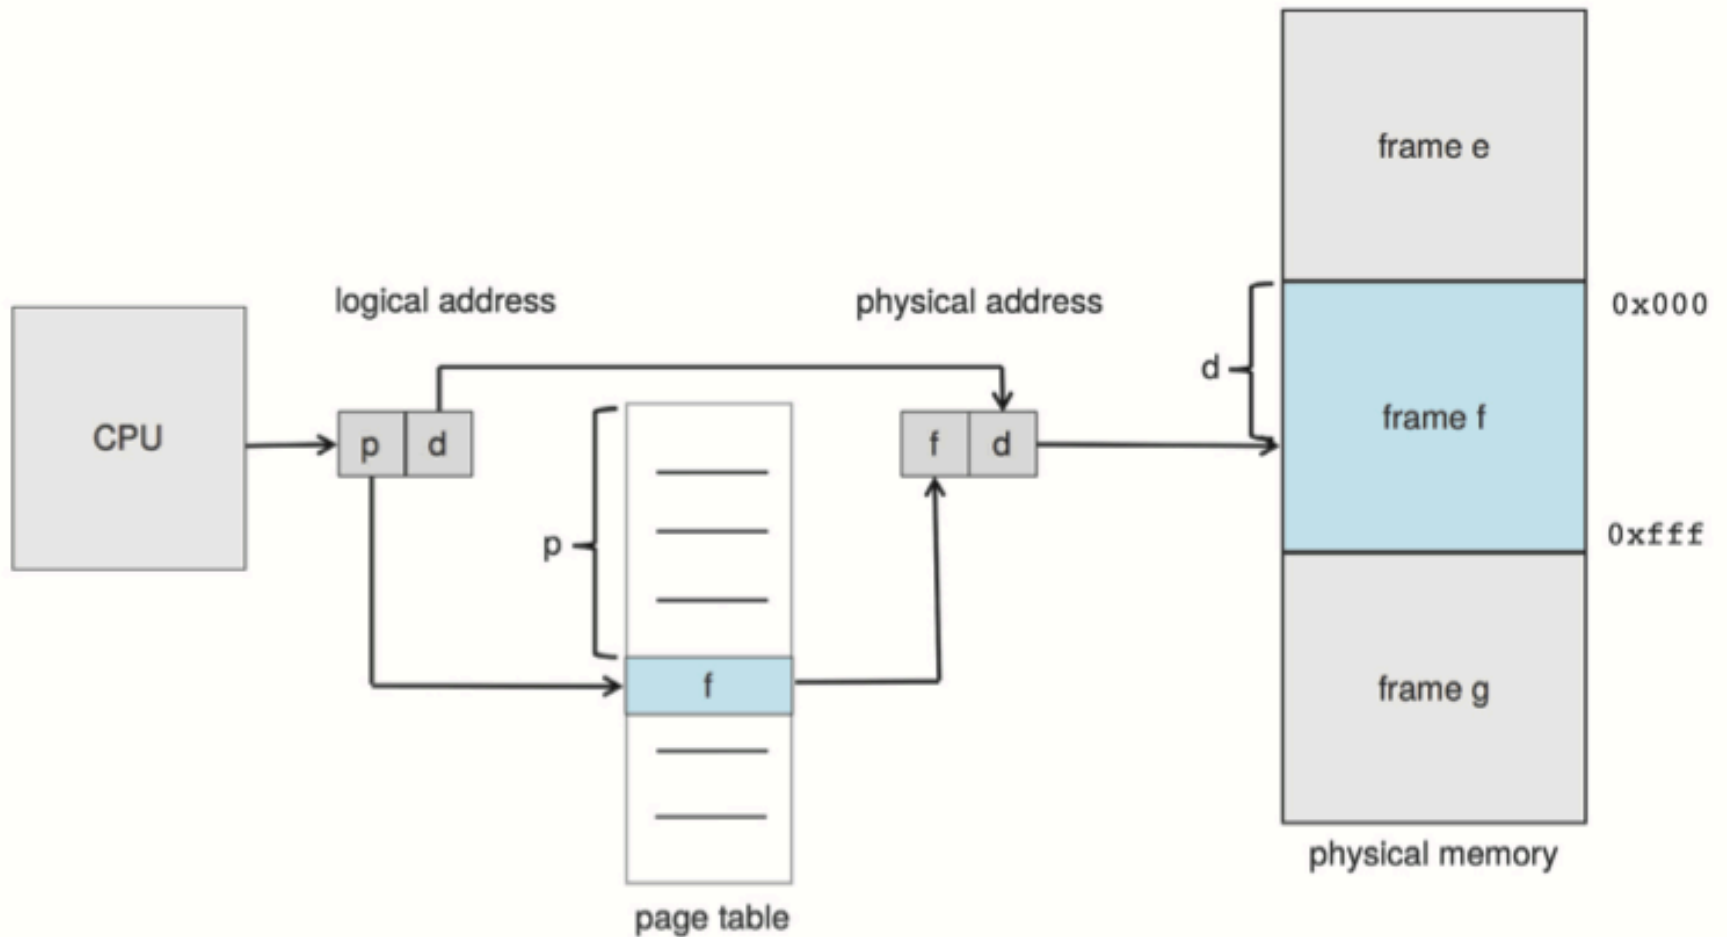 frame e
logical address
physical address
0x000
d
CPU
p d
f d
frame f
p
0xfff
f
frame g
physical memory
page table